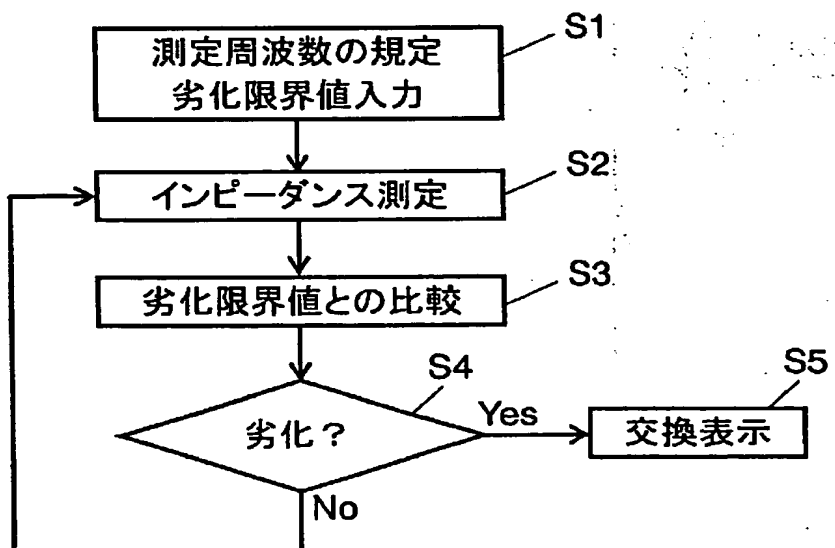 測定周波数の規定
劣化限界値入力
S1
インピーダンス測定
S2
劣化限界値との比較
S3
劣化?
S4
Yes
交換表示
S5
No